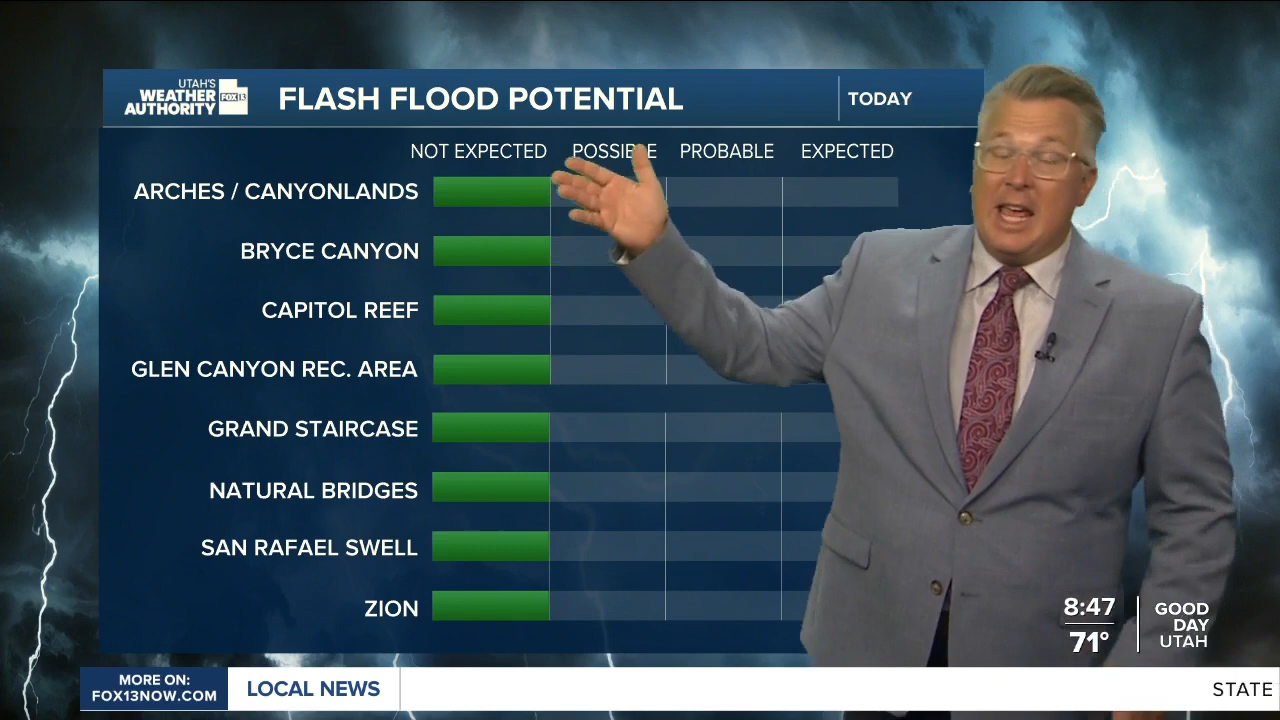 UTAH'S
WEATHER
AUTHORITY
FOX 13
FLASH FLOOD POTENTIAL
TODAY
NOT EXPECTED POSSIBLE PROBABLE EXPECTED
ARCHES / CANYONLANDS
BRYCE CANYON
CAPITOL REEF
GLEN CANYON REC. AREA
GRAND STAIRCASE
NATURAL BRIDGES
SAN RAFAEL SWELL
ZION
8:47
71°
GOOD
DAY
UTAH
MORE ON:
FOX13NOW.COM
LOCAL NEWS
STATE